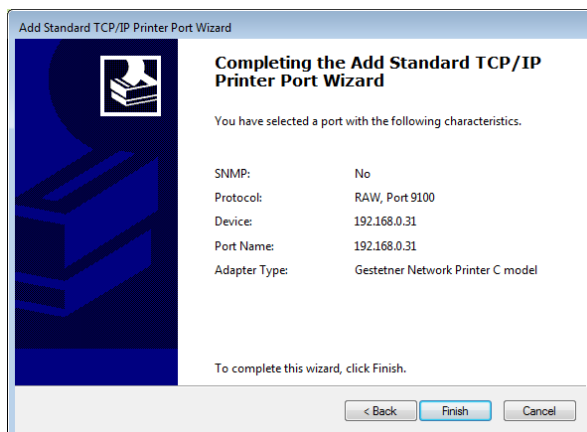 Add Standard TCP/IP Printer Port Wizard
Completing the Add Standard TCP/IP
Printer Port Wizard
You have selected a port with the following characteristics.
SNMP: No
Protocol: RAW, Port 9100
Device: 192.168.0.31
Port Name: 192.168.0.31
Adapter Type: Gestetner Network Printer C model
To complete this wizard, click Finish.
< Back Finish Cancel